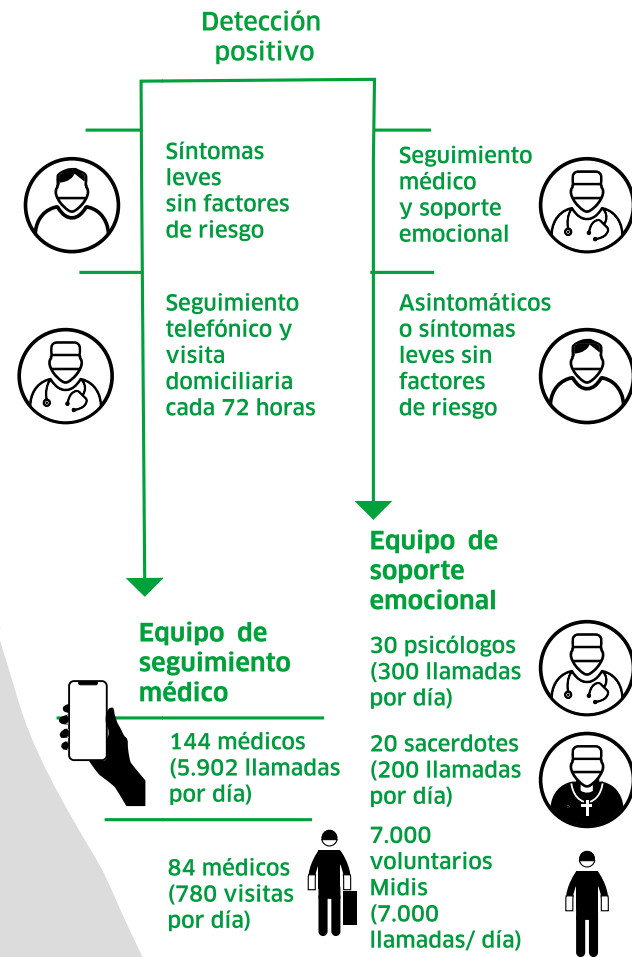 Detección
positivo
Síntomas
leves
sin factores
de riesgo
Seguimiento
telefónico y
visita
domiciliaria
cada 72 horas
Equipo de
seguimiento
médico
144 médicos
(5.902 llamadas
por día)
84 médicos
(780 visitas
por día)
Seguimiento
médico
y soporte
emocional
Asintomáticos
o síntomas
leves sin
factores
de riesgo
Equipo de
soporte
emocional
30 psicólogos
(300 llamadas
por día)
20 sacerdotes
(200 llamadas
por día)
7.000
voluntarios
Midis
(7.000
llamadas/ día)